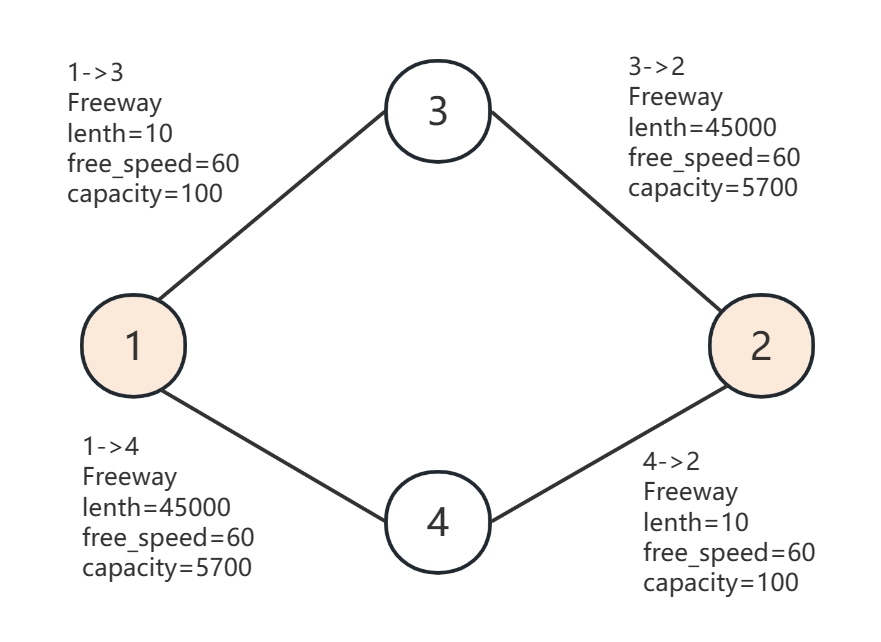 1->3
Freeway
lenth=10
free_speed=60
capacity=100
3
3->2
Freeway
lenth=45000
free_speed=60
capacity=5700
1
2
1->4
Freeway
lenth=45000
free_speed=60
capacity=5700
4
4->2
Freeway
lenth=10
free_speed=60
capacity=100